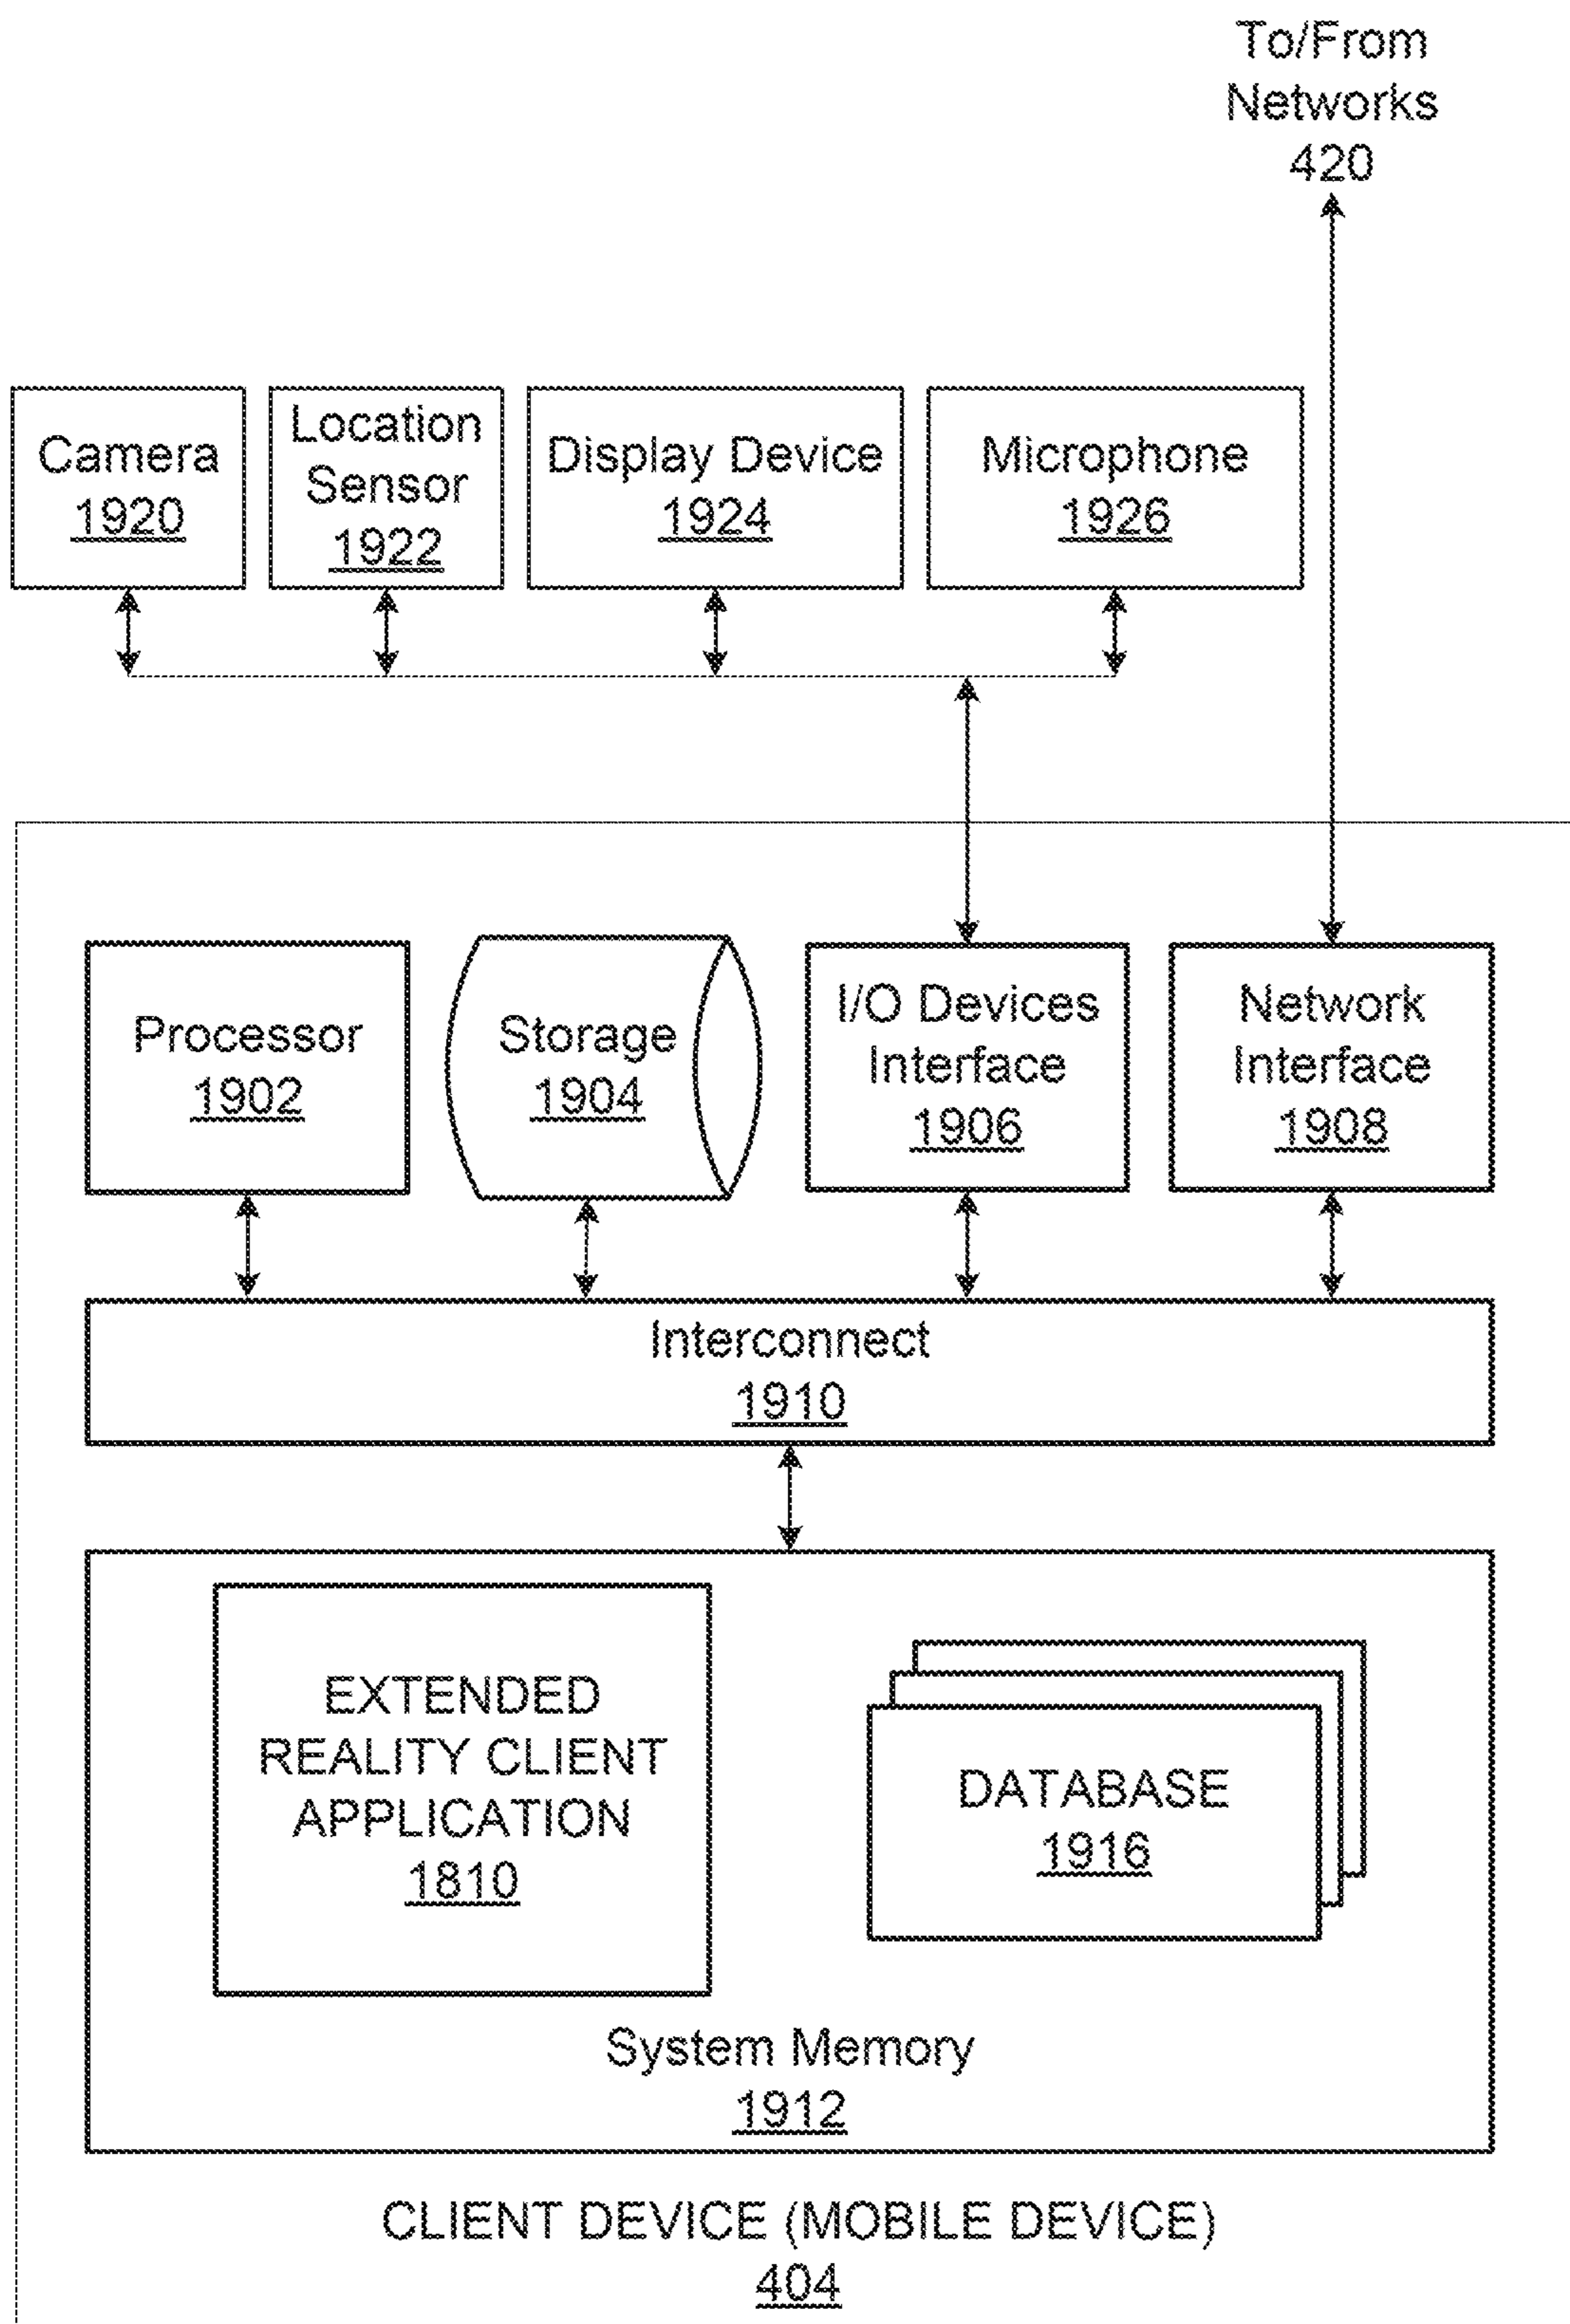 To/From
Networks
420
Camera
1920
Location
Sensor
1922
Display Device
1924
Microphone
1926
Processor
1902
Storage
1904
I/O Devices
Interface
1906
Network
Interface
1908
Interconnect
1910
EXTENDED
REALITY CLIENT
APPLICATION
1810
DATABASE
1916
System Memory
1912
CLIENT DEVICE (MOBILE DEVICE)
404